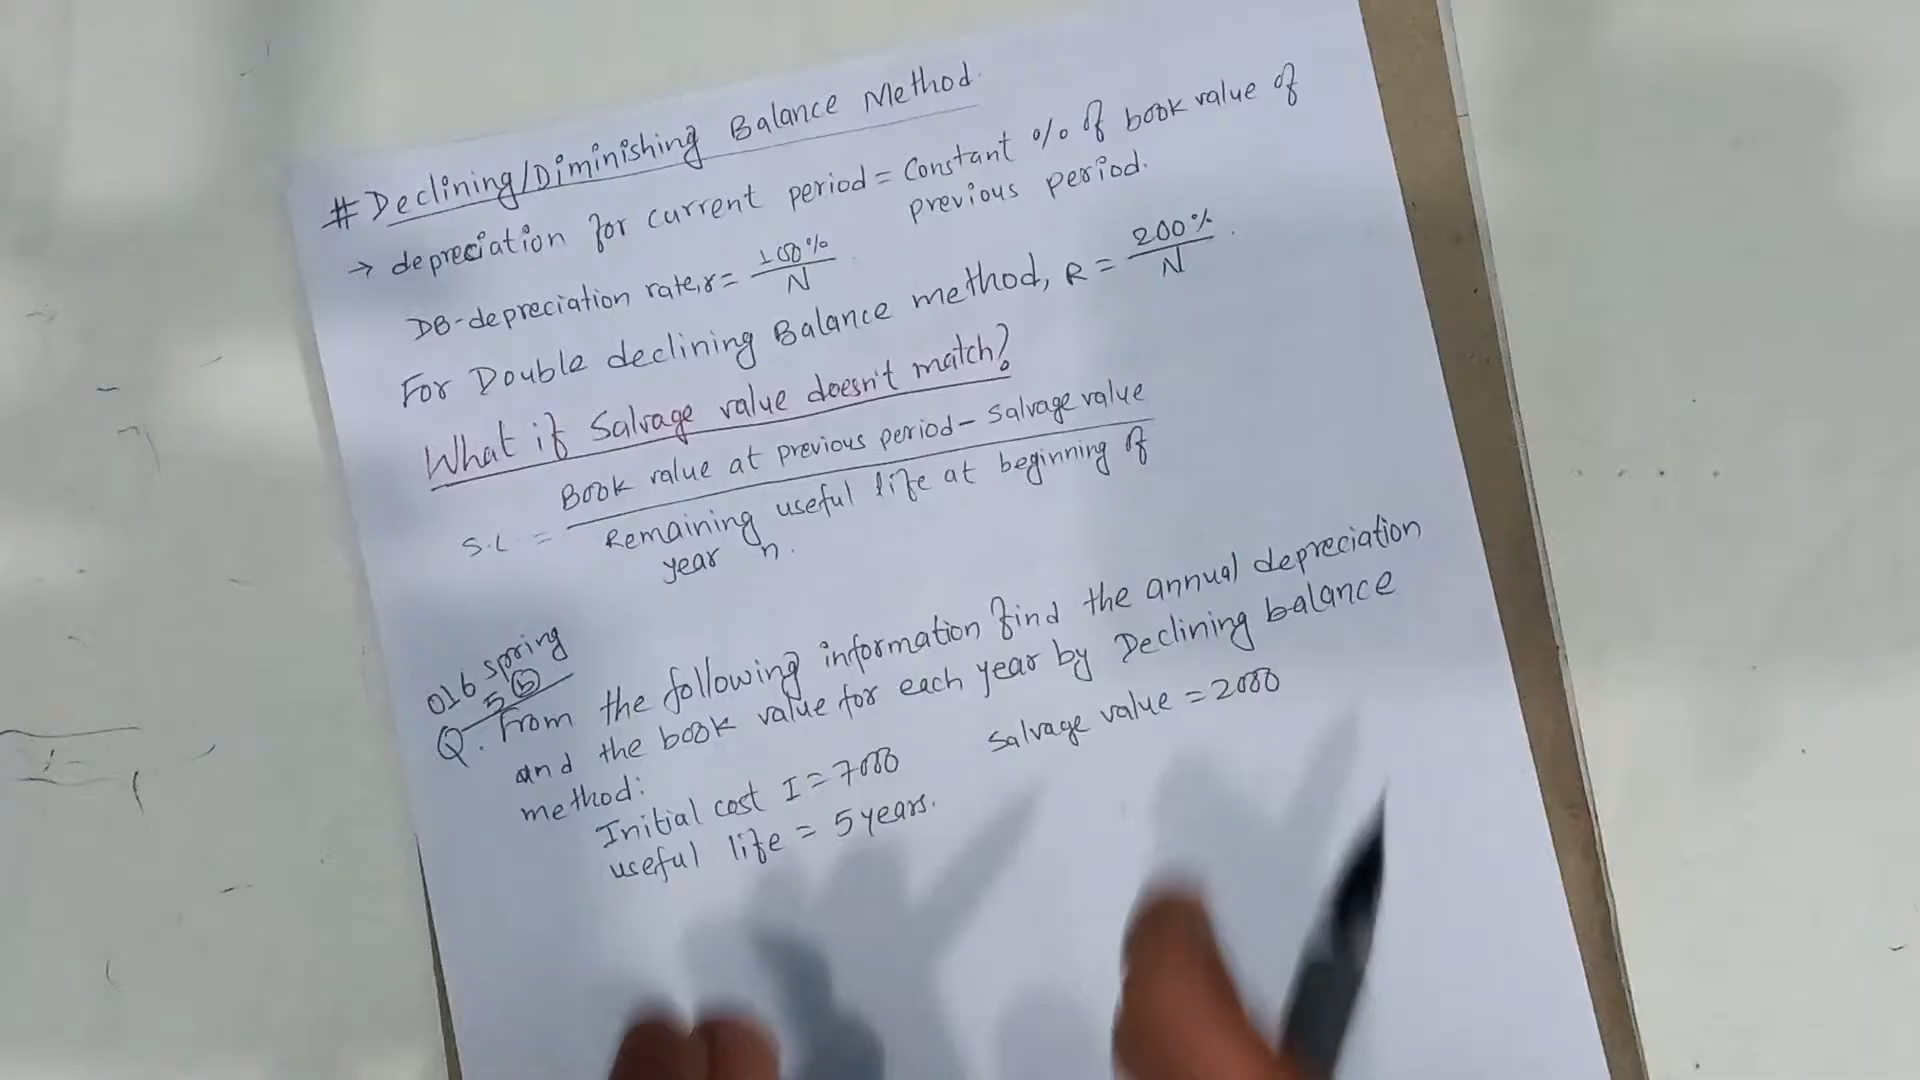 # Declining/Diminishing Balance Method.
→ depreciation for current period = Constant % of book value of
previous period.
DB-depreciation rate, r = 100% / N
For Double declining Balance method, R = 200% / N.
What if Salvage value doesn't match?
S.L = Book value at previous period - Salvage value
Remaining useful life at beginning of
year n.
016 spring
5 (b)
Q. From the following information find the annual depreciation
and the book value for each year by Declining balance
method:
Initial cost I = 7000 Salvage value = 2000
useful life = 5 years.